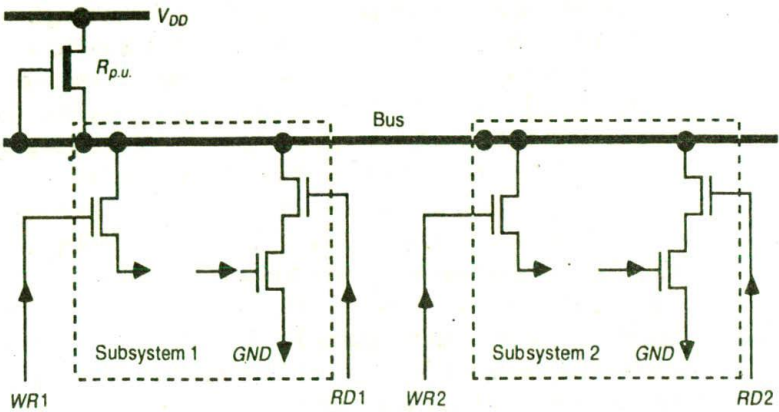 V_DD
R_p.u.
Bus
Subsystem 1
GND
Subsystem 2
GND
WR1
RD1
WR2
RD2